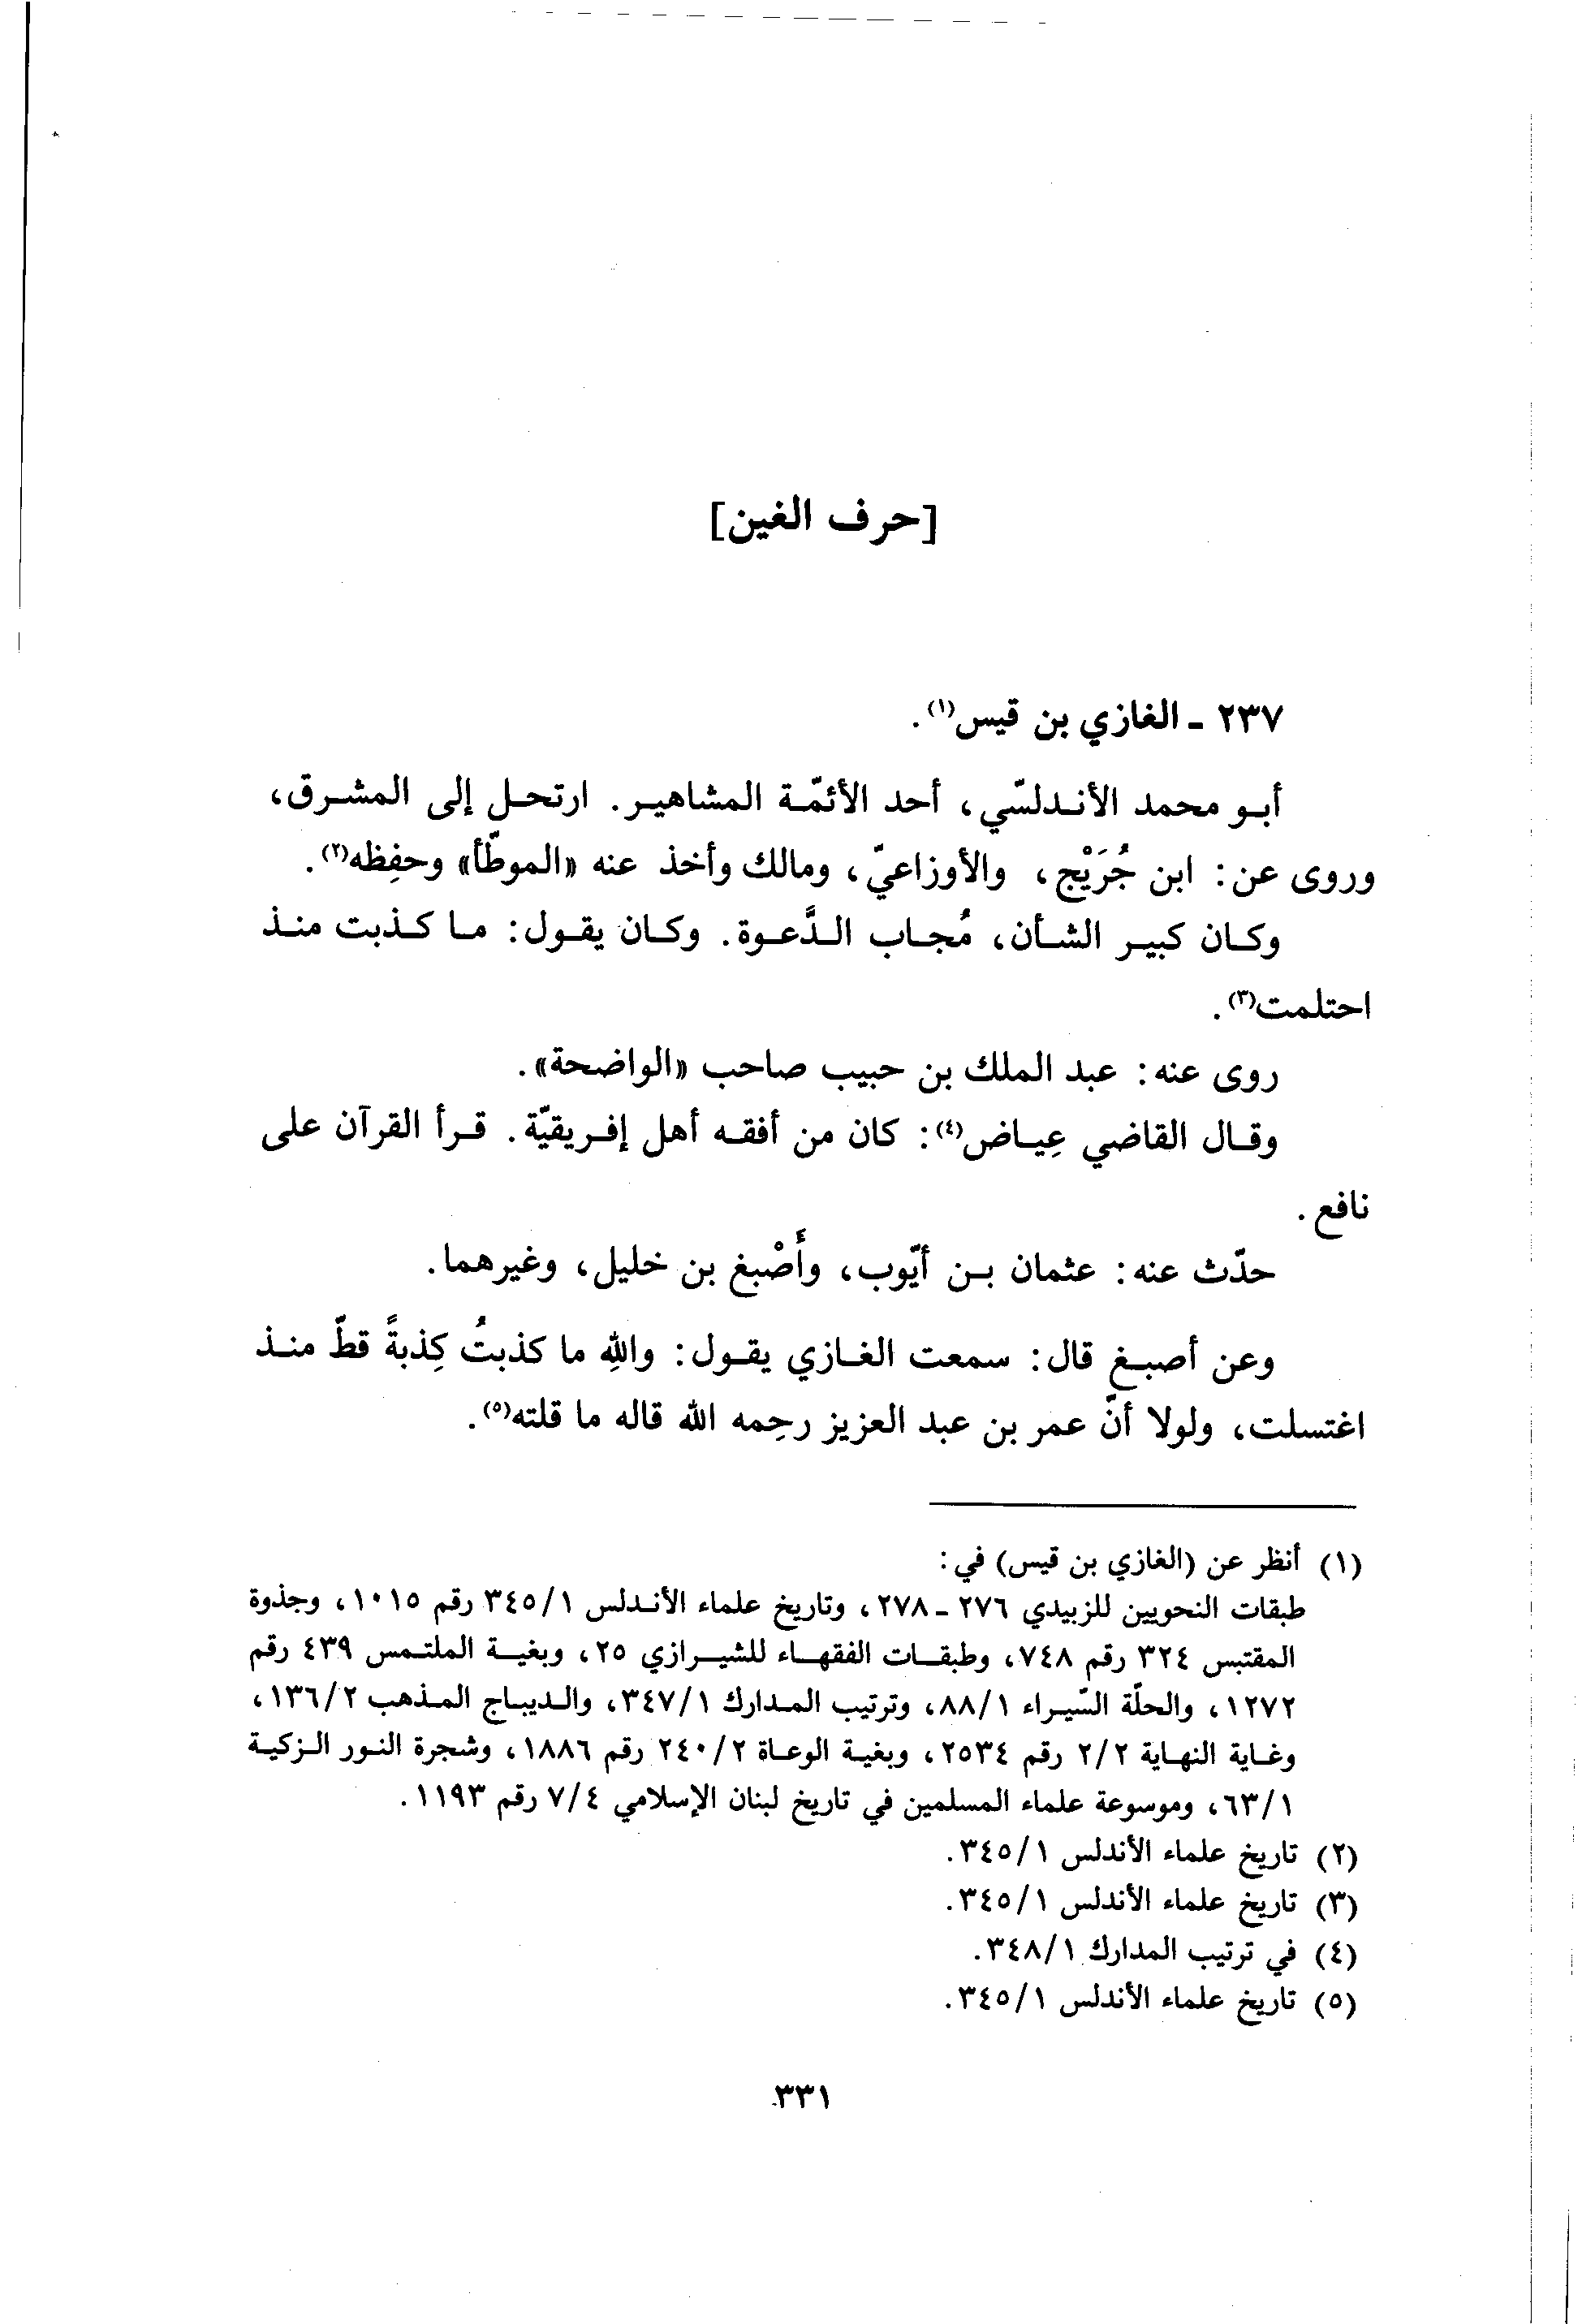 [حرف الغين]
٢٣٧ - الغازي بن قيس(١).
أبو محمد الأندلسّي، أحد الأئمّة المشاهير. ارتحل إلى المشرق،
وروى عن: ابن جُرَيْج، والأوزاعيّ، ومالك وأخذ عنه «الموطّأ» وحفِظه(٢).
وكان كبير الشأن، مُجاب الدَّعوة. وكان يقول: ما كذبت منذ
احتلمت(٣).
روى عنه: عبد الملك بن حبيب صاحب «الواضحة».
وقال القاضي عِياض(٤): كان من أفقه أهل إفريقيّة. قرأ القرآن على
نافع.
حدّث عنه: عثمان بن أيّوب، وأَصْبغ بن خليل، وغيرهما.
وعن أصبغ قال: سمعت الغازي يقول: واللهِ ما كذبتُ كِذبةً قطّ منذ
اغتسلت، ولولا أنّ عمر بن عبد العزيز رحِمه الله قاله ما قلته(٥).
(١) أنظر عن (الغازي بن قيس) في:
طبقات النحويين للزبيدي ٢٧٦ - ٢٧٨، وتاريخ علماء الأندلس ٣٤٥/١ رقم ١٠١٥، وجذوة
المقتبس ٣٢٤ رقم ٧٤٨، وطبقات الفقهاء للشيرازي ٢٥، وبغية الملتمس ٤٣٩ رقم
١٢٧٢، والحلّة السّيراء ٨٨/١، وترتيب المدارك ٣٤٧/١، والديباج المذهب ١٣٦/٢،
وغاية النهاية ٢/٢ رقم ٢٥٣٤، وبغية الوعاة ٢٤٠/٢ رقم ١٨٨٦، وشجرة النور الزكية
٦٣/١، وموسوعة علماء المسلمين في تاريخ لبنان الإسلامي ٧/٤ رقم ١١٩٣.
(٢) تاريخ علماء الأندلس ٣٤٥/١.
(٣) تاريخ علماء الأندلس ٣٤٥/١.
(٤) في ترتيب المدارك ٣٤٨/١.
(٥) تاريخ علماء الأندلس ٣٤٥/١.
٣٣١